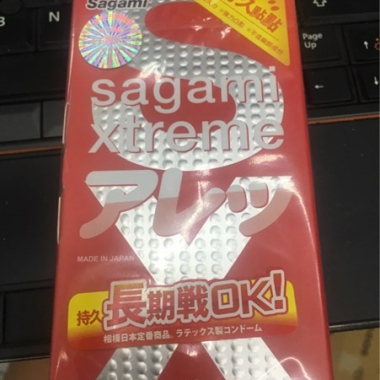 Sagami
sagami
xtreme
アレッ
MADE IN JAPAN
持久 長期戦OK!
相模日本定番商品, ラテックス製コンドーム
N
Page
Up